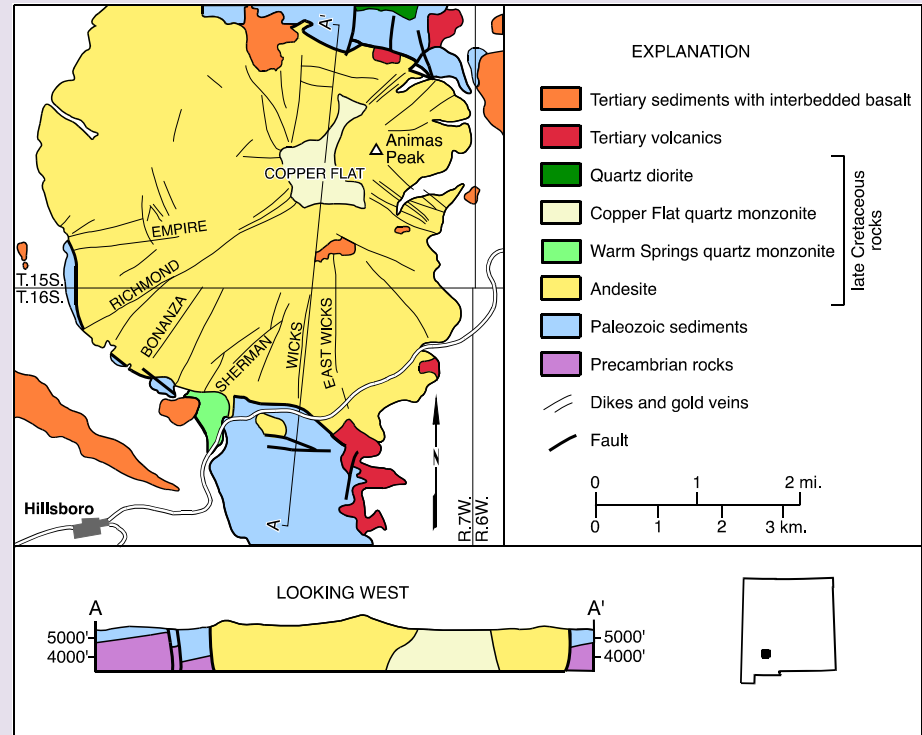 A'
Animas
Peak
COPPER FLAT
EMPIRE
T.15S.
T.16S.
RICHMOND
BONANZA
SHERMAN
WICKS
EAST WICKS
N
Hillsboro
A
R.7W.
R.6W.
EXPLANATION
Tertiary sediments with interbedded basalt
Tertiary volcanics
Quartz diorite
Copper Flat quartz monzonite
Warm Springs quartz monzonite
Andesite
late Cretaceous
rocks
Paleozoic sediments
Precambrian rocks
Dikes and gold veins
Fault
0 1 2 mi.
0 1 2 3 km.
LOOKING WEST
A A'
5000' 5000'
4000' 4000'